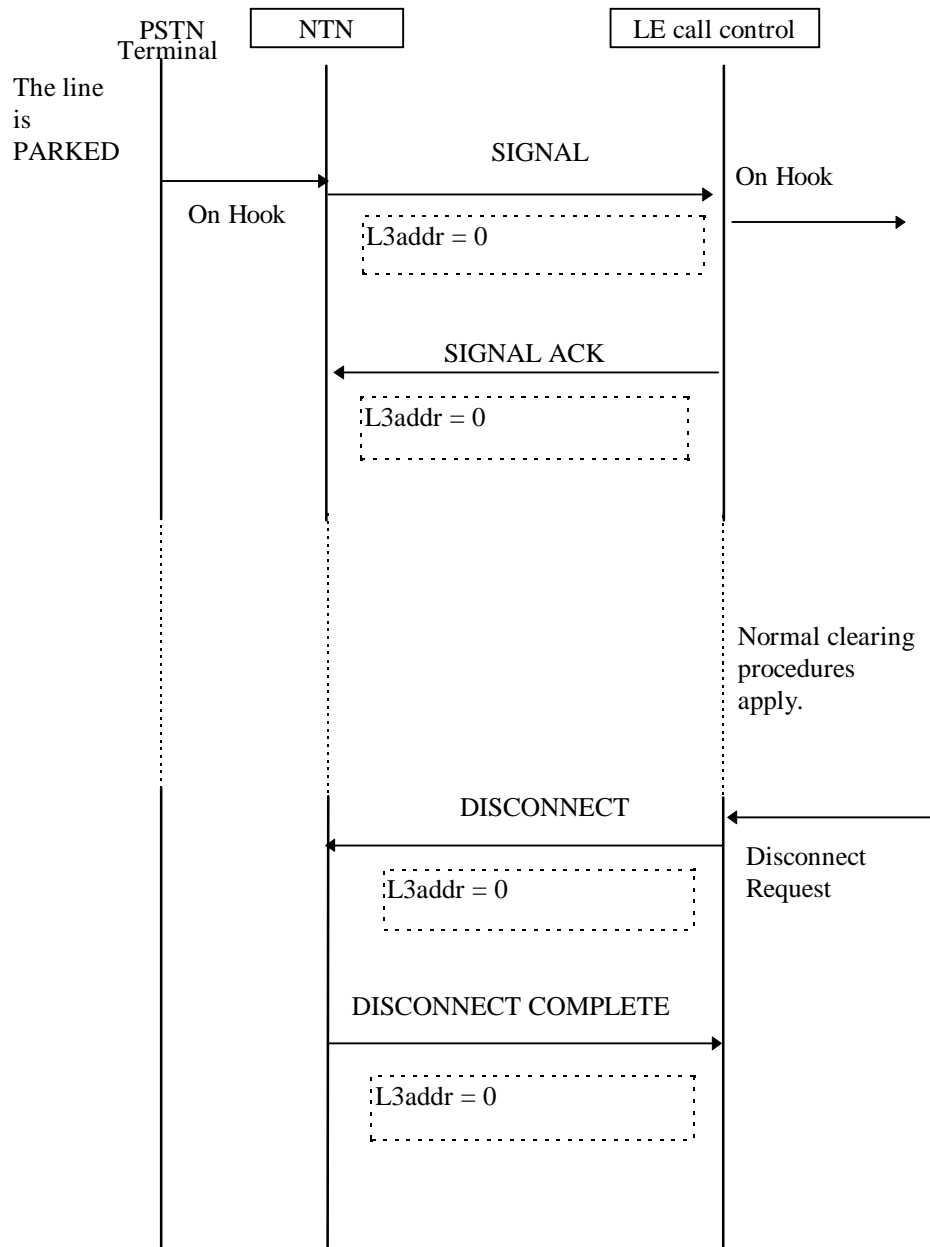 PSTN
Terminal
NTN
LE call control
The line
is
PARKED
SIGNAL
On Hook
On Hook
L3addr = 0
SIGNAL ACK
L3addr = 0
Normal clearing
procedures
apply.
DISCONNECT
Disconnect
Request
L3addr = 0
DISCONNECT COMPLETE
L3addr = 0